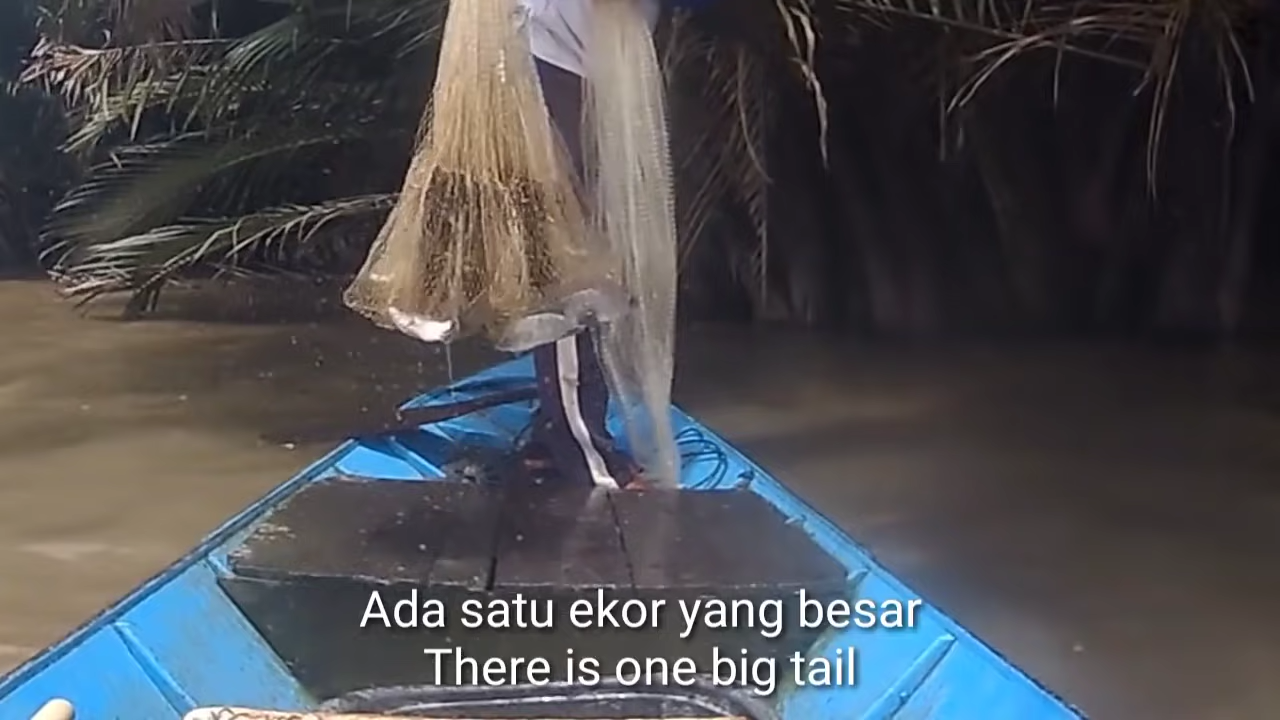 Ada satu ekor yang besar
There is one big tail